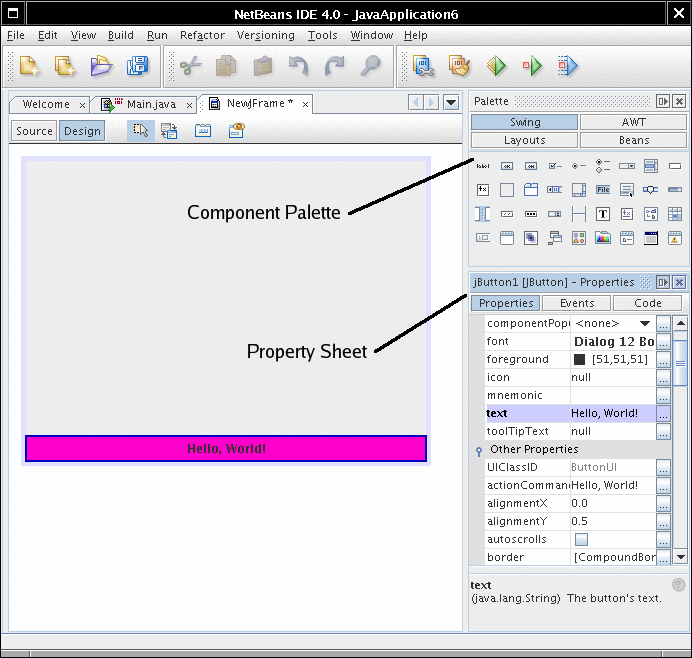 NetBeans IDE 4.0 - JavaApplication6
File Edit View Build Run Refactor Versioning Tools Window Help
Welcome x Main.java x NewJFrame * x
Source Design
Component Palette
Property Sheet
Hello, World!
Palette
Swing AWT
Layouts Beans
jButton1 [JButton] - Properties
Properties Events Code
componentPopu <none> ...
font Dialog 12 Bo ...
foreground [51,51,51] ...
icon null ...
mnemonic ...
text Hello, World! ...
toolTipText null ...
Other Properties
UIClassID ButtonUI ...
actionComman Hello, World! ...
alignmentX 0.0 ...
alignmentY 0.5 ...
autoscrolls ...
border [CompoundBor ...
text
(java.lang.String) The button's text.